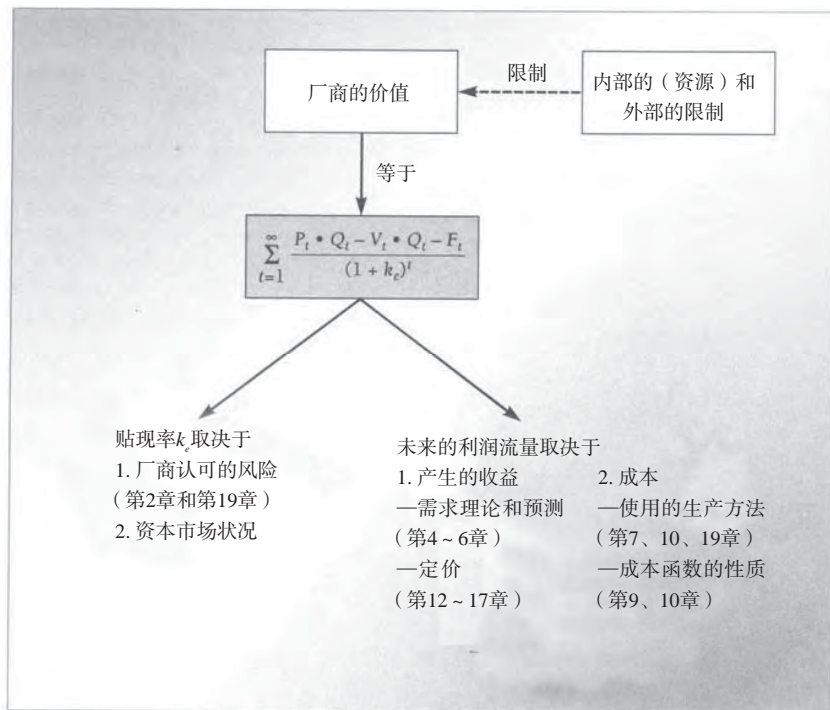 厂商的价值
限制
内部的（资源）和
外部的限制
等于
∞
∑ (P_t • Q_t – V_t • Q_t – F_t) / (1 + k_e)^t
t=1
贴现率k_e取决于
1. 厂商认可的风险
（第2章和第19章）
2. 资本市场状况
未来的利润流量取决于
1. 产生的收益
—需求理论和预测
（第4 ~ 6章）
—定价
（第12 ~ 17章）
2. 成本
—使用的生产方法
（第7、10、19章）
—成本函数的性质
（第9、10章）